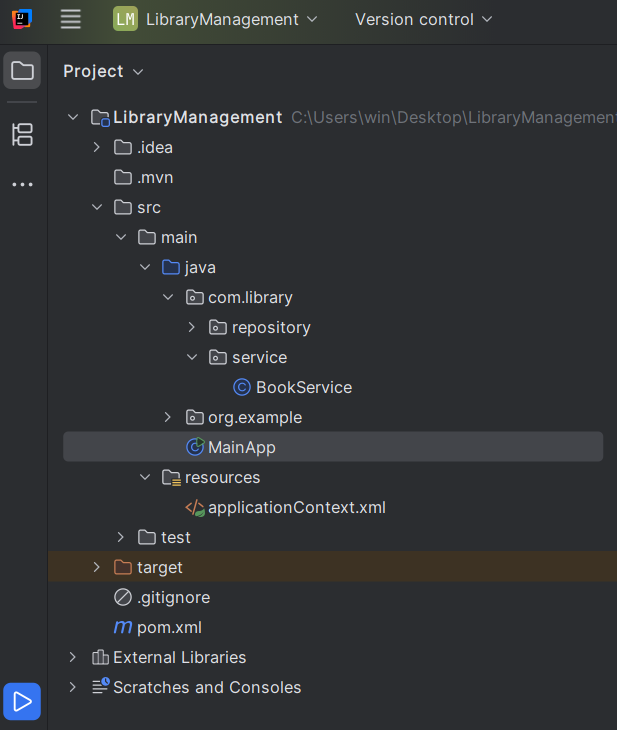 LM LibraryManagement Version control
Project
LibraryManagement C:\Users\win\Desktop\LibraryManagement
.idea
.mvn
src
main
java
com.library
repository
service
C BookService
org.example
C MainApp
resources
applicationContext.xml
test
target
.gitignore
m pom.xml
External Libraries
Scratches and Consoles